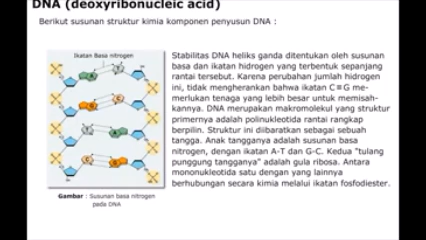 DNA (deoxyribonucleic acid)
Berikut susunan struktur kimia komponen penyusun DNA :
Ikatan Basa nitrogen
Stabilitas DNA heliks ganda ditentukan oleh susunan
basa dan ikatan hidrogen yang terbentuk sepanjang
rantai tersebut. Karena perubahan jumlah hidrogen
ini, tidak mengherankan bahwa ikatan C≡G me-
merlukan tenaga yang lebih besar untuk memisah-
kannya. DNA merupakan makromolekul yang struktur
primernya adalah polinukleotida rantai rangkap
berpilin. Struktur ini diibaratkan sebagai sebuah
tangga. Anak tangganya adalah susunan basa
nitrogen, dengan ikatan A-T dan G-C. Kedua "tulang
punggung tangganya" adalah gula ribosa. Antara
mononukleotida satu dengan yang lainnya
berhubungan secara kimia melalui ikatan fosfodiester.
Gambar : Susunan basa nitrogen
pada DNA